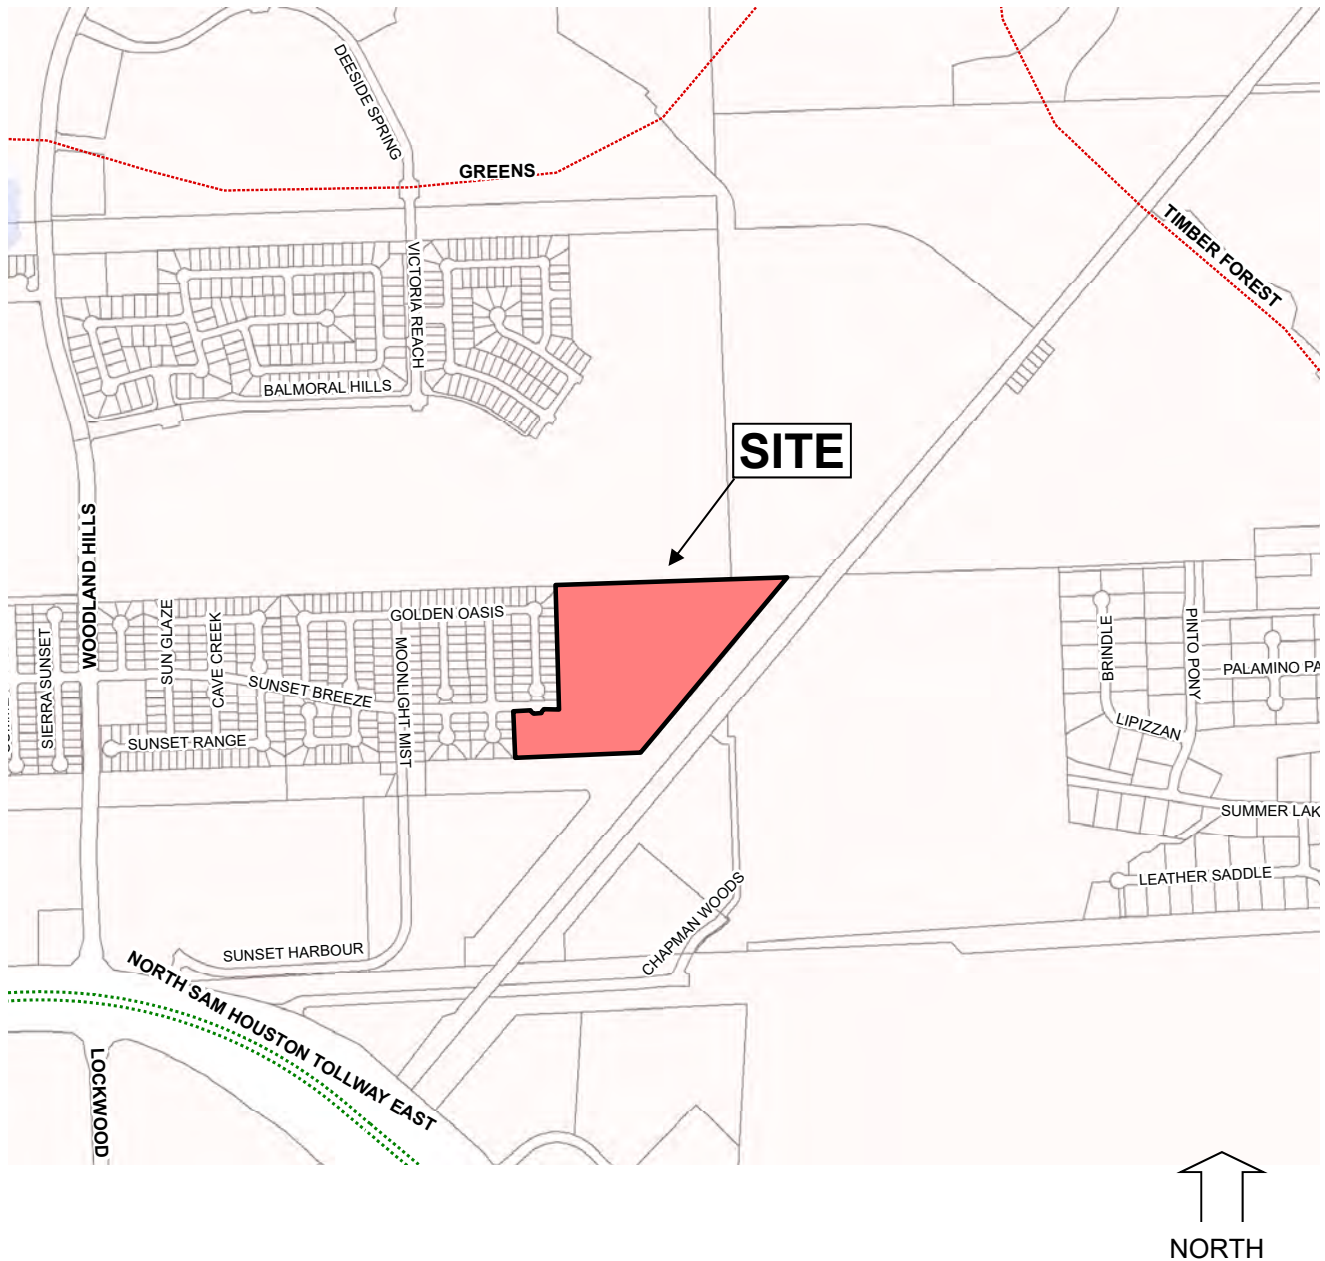 DEESIDE SPRING
GREENS
TIMBER FOREST
VICTORIA REACH
BALMORAL HILLS
SITE
WOODLAND HILLS
GOLDEN OASIS
SUN GLAZE
CAVE CREEK
SIERRA SUNSET
MOONLIGHT MIST
SUNSET BREEZE
SUNSET RANGE
BRINDLE
PINTO PONY
PALAMINO PA
LIPIZZAN
SUMMER LAK
LEATHER SADDLE
CHAPMAN WOODS
SUNSET HARBOUR
NORTH SAM HOUSTON TOLLWAY EAST
LOCKWOOD
NORTH